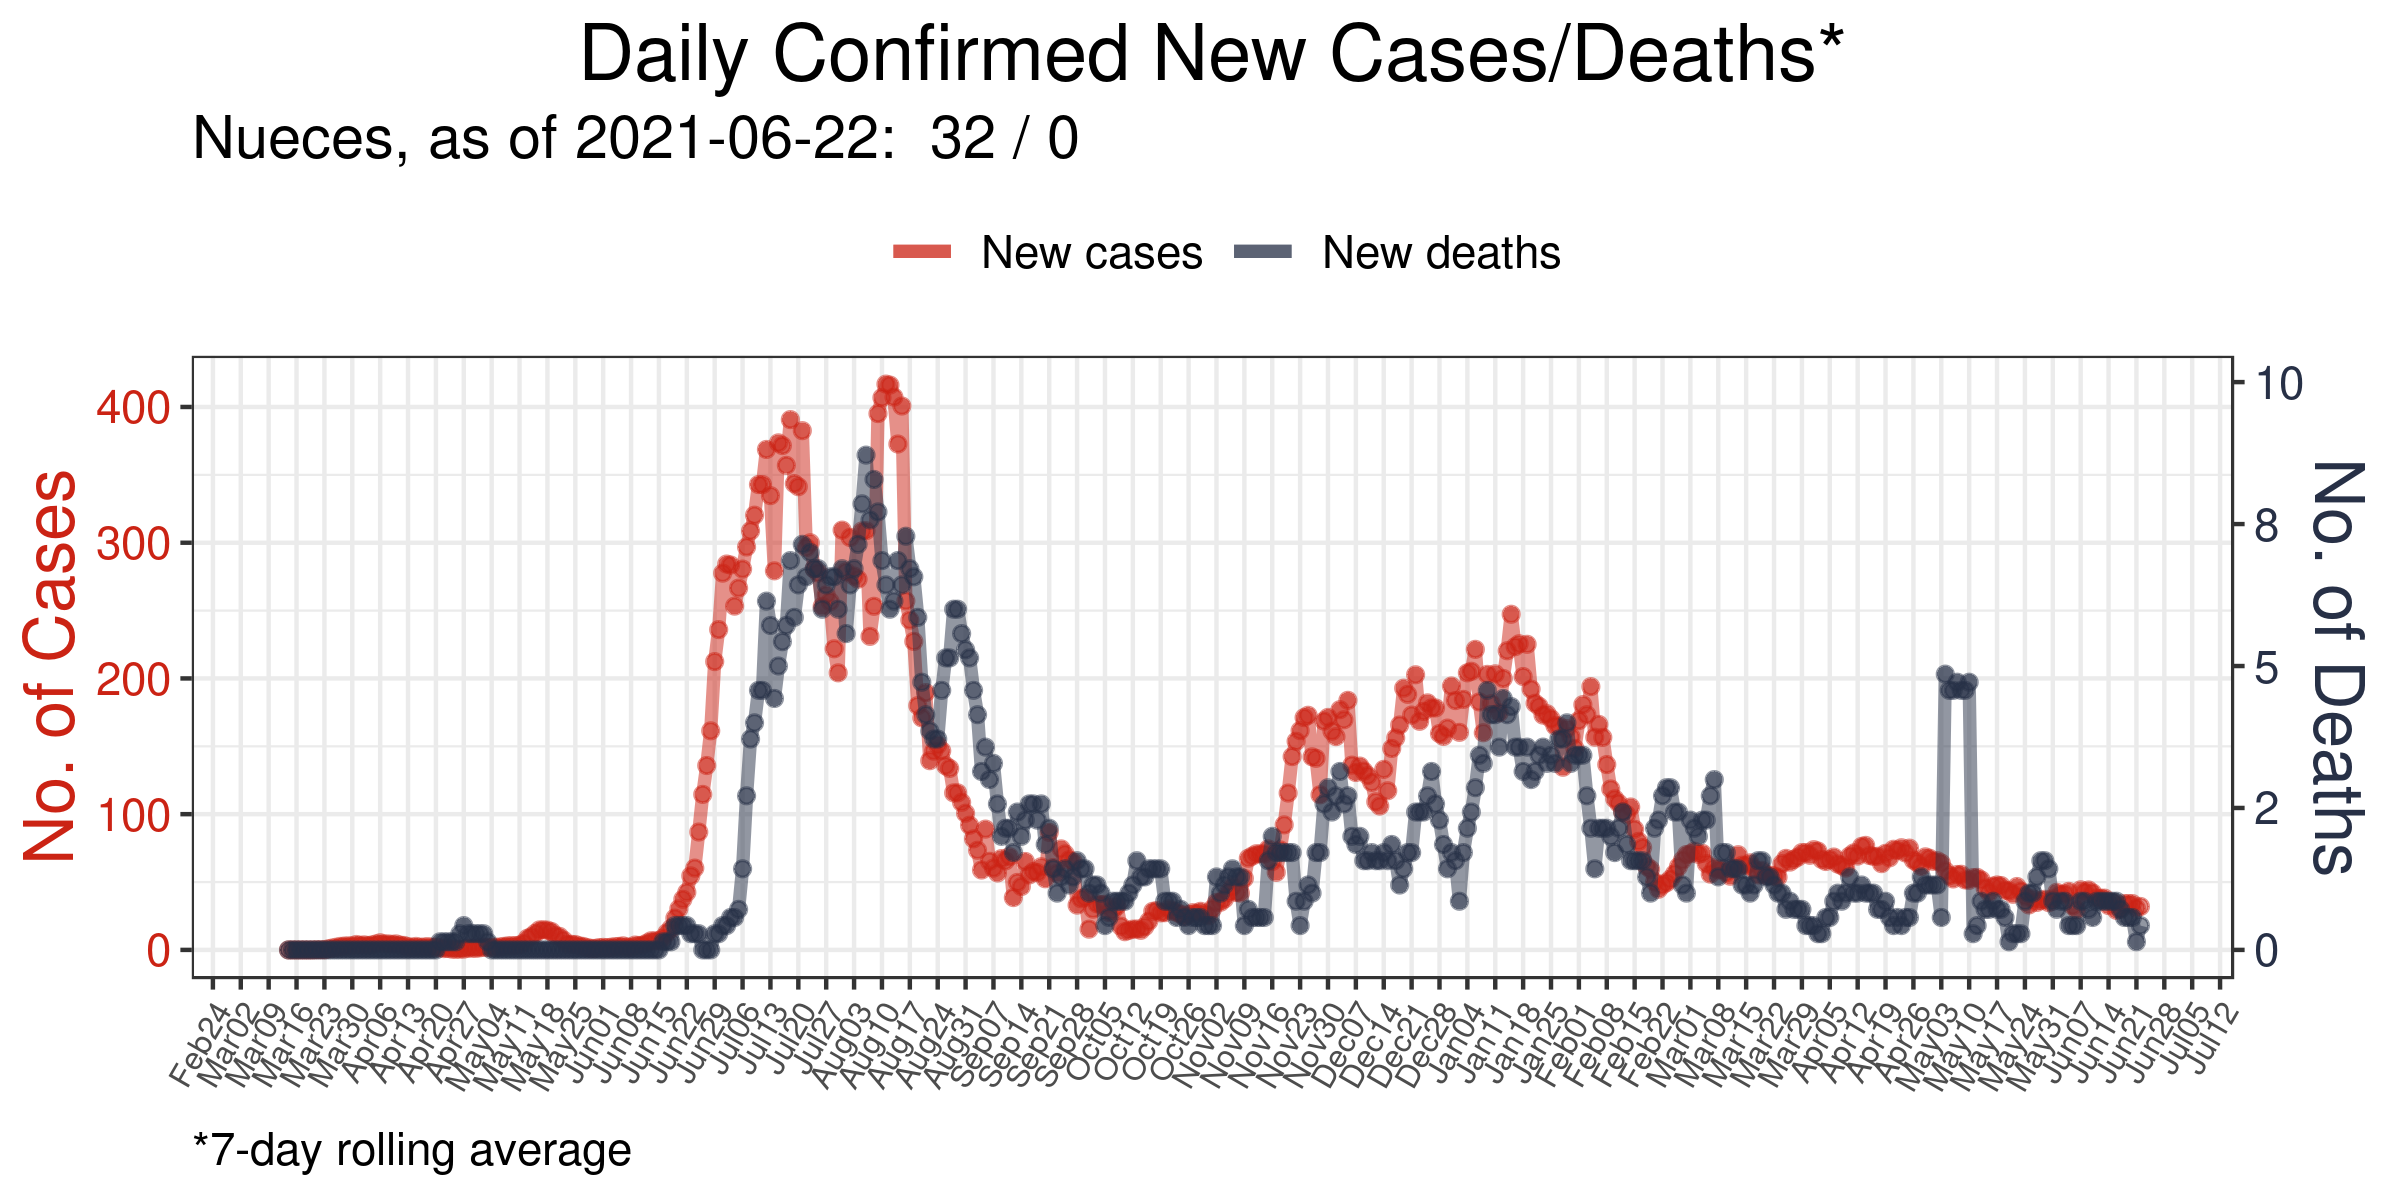 Daily Confirmed New Cases/Deaths*
Nueces, as of 2021-06-22:  32 / 0
New cases
New deaths
No. of Cases
400
300
200
100
0
10
8
5
2
0
No. of Deaths
Feb24
Mar02
Mar09
Mar16
Mar23
Mar30
Apr06
Apr13
Apr20
Apr27
May04
May11
May18
May25
Jun01
Jun08
Jun15
Jun22
Jun29
Jul06
Jul13
Jul20
Jul27
Aug03
Aug10
Aug17
Aug24
Aug31
Sep07
Sep14
Sep21
Sep28
Oct05
Oct12
Oct19
Oct26
Nov02
Nov09
Nov16
Nov23
Nov30
Dec07
Dec14
Dec21
Dec28
Jan04
Jan11
Jan18
Jan25
Feb01
Feb08
Feb15
Feb22
Mar01
Mar08
Mar15
Mar22
Mar29
Apr05
Apr12
Apr19
Apr26
May03
May10
May17
May24
May31
Jun07
Jun14
Jun21
Jun28
Jul05
Jul12
*7-day rolling average